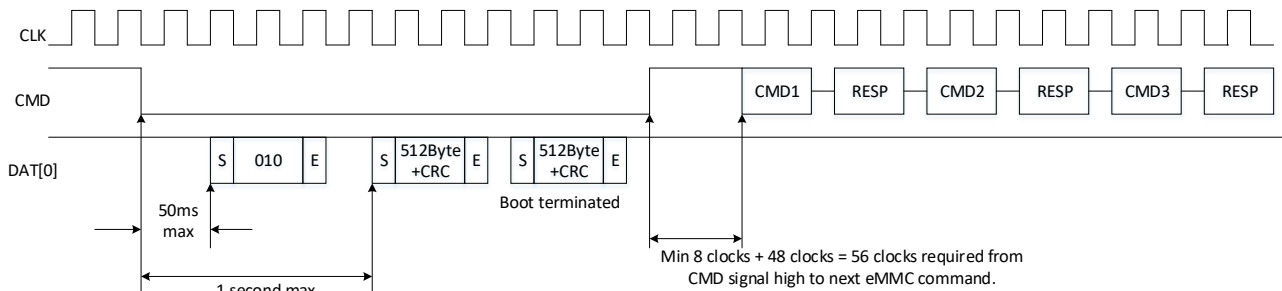 CLK
CMD
CMD1 RESP CMD2 RESP CMD3 RESP
DAT[0]
S 010 E
S 512Byte +CRC E
S 512Byte +CRC E
Boot terminated
50ms
max
Min 8 clocks + 48 clocks = 56 clocks required from
CMD signal high to next eMMC command.
1 second max